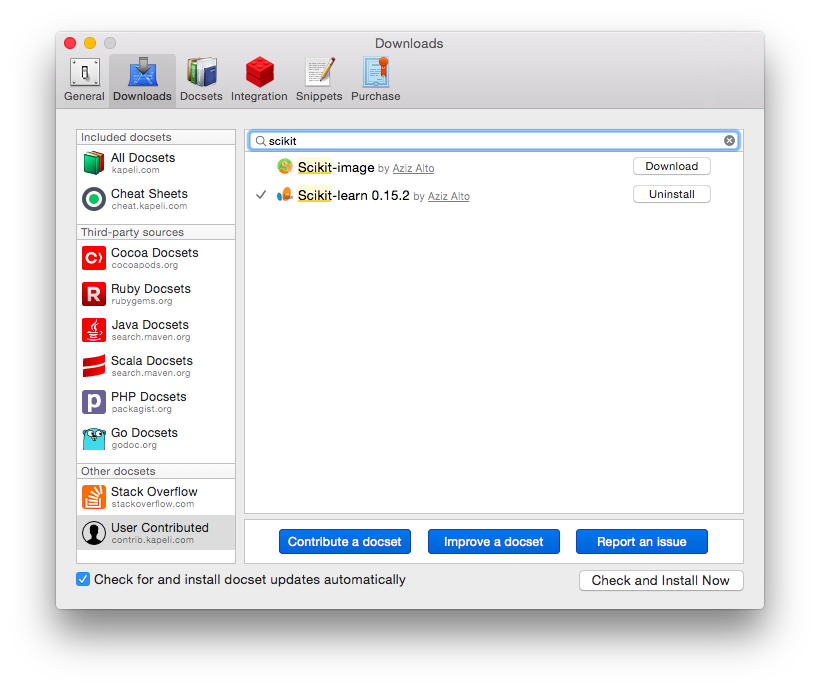 Downloads
General
Downloads
Docsets
Integration
Snippets
Purchase
Included docsets
All Docsets
kapeli.com
Cheat Sheets
cheat.kapeli.com
Third-party sources
Cocoa Docsets
cocoapods.org
Ruby Docsets
rubygems.org
Java Docsets
search.maven.org
Scala Docsets
search.maven.org
PHP Docsets
packagist.org
Go Docsets
godoc.org
Other docsets
Stack Overflow
stackoverflow.com
User Contributed
contrib.kapeli.com
scikit
Scikit-image by Aziz Alto
Download
Scikit-learn 0.15.2 by Aziz Alto
Uninstall
Contribute a docset
Improve a docset
Report an issue
Check for and install docset updates automatically
Check and Install Now